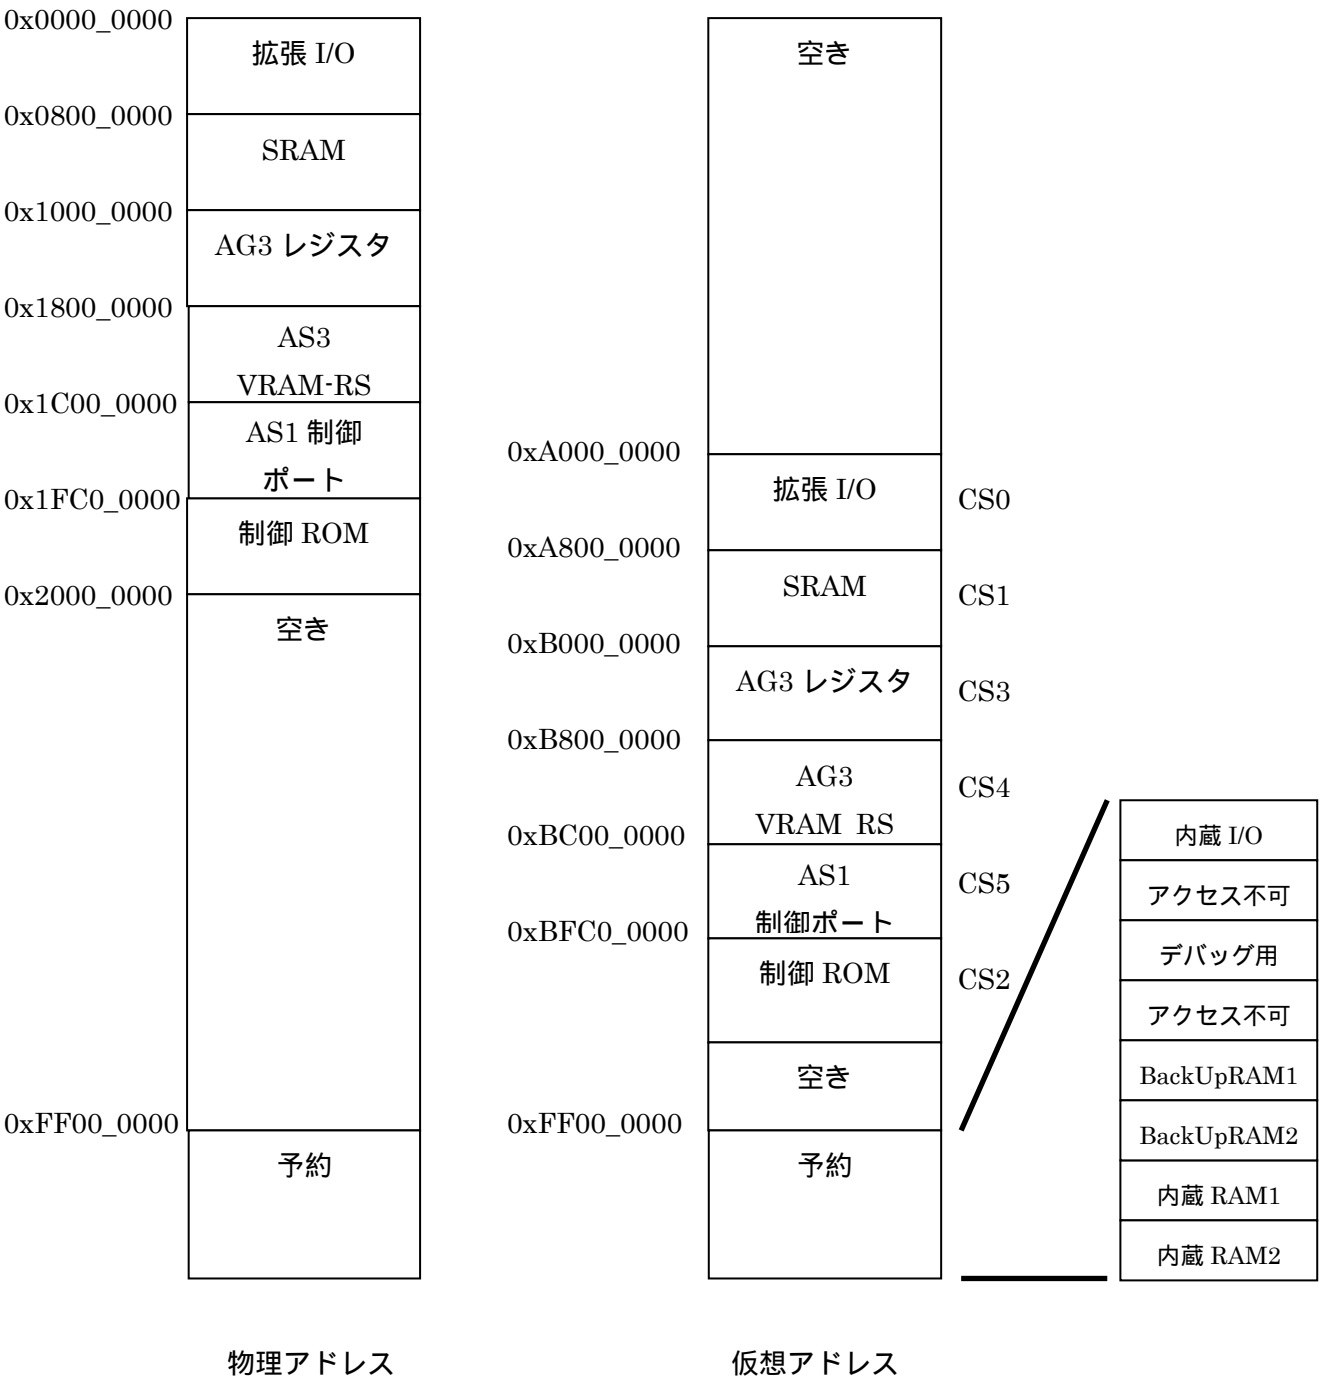 0x0000_0000
拡張 I/O
0x0800_0000
SRAM
0x1000_0000
AG3 レジスタ
0x1800_0000
AS3
VRAM-RS
0x1C00_0000
AS1 制御
ポート
0x1FC0_0000
制御 ROM
0x2000_0000
空き
0xFF00_0000
予約
物理アドレス
空き
0xA000_0000
拡張 I/O
CS0
0xA800_0000
SRAM
CS1
0xB000_0000
AG3 レジスタ
CS3
0xB800_0000
AG3
VRAM RS
CS4
0xBC00_0000
AS1
制御ポート
CS5
0xBFC0_0000
制御 ROM
CS2
空き
0xFF00_0000
予約
仮想アドレス
内蔵 I/O
アクセス不可
デバッグ用
アクセス不可
BackUpRAM1
BackUpRAM2
内蔵 RAM1
内蔵 RAM2